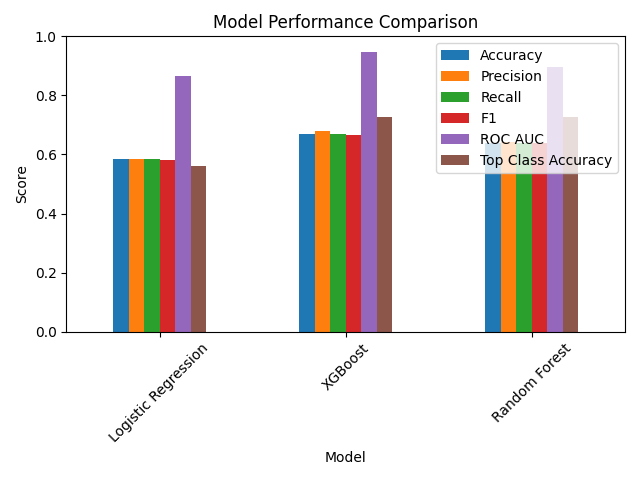 Model Performance Comparison
1.0
0.8
0.6
0.4
0.2
0.0
Score
Accuracy
Precision
Recall
F1
ROC AUC
Top Class Accuracy
Logistic Regression
XGBoost
Random Forest
Model